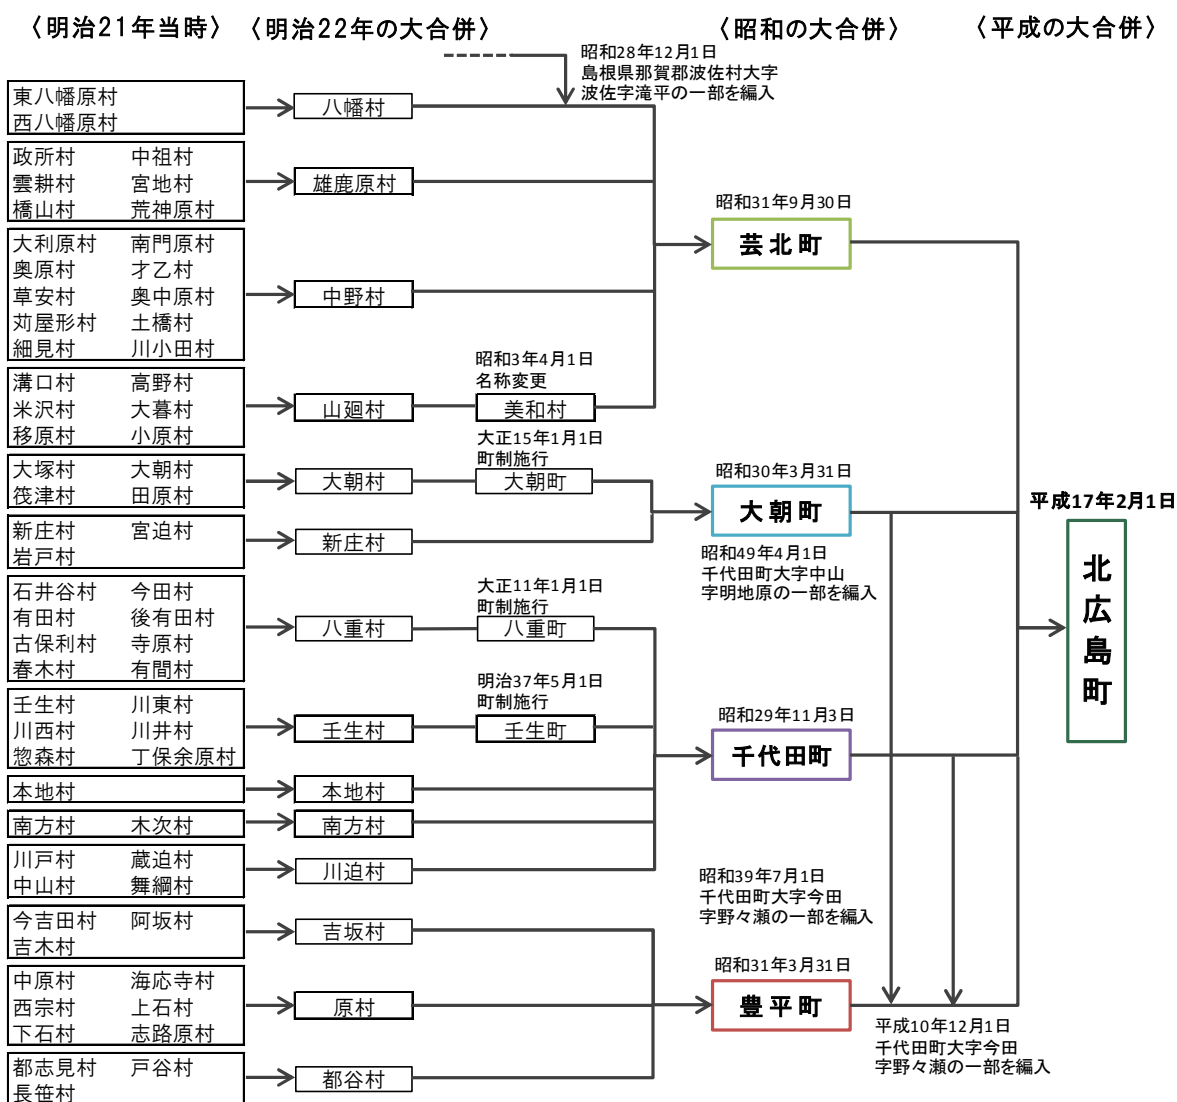 〈明治21年当時〉
〈明治22年の大合併〉
〈昭和の大合併〉
〈平成の大合併〉
昭和28年12月1日
島根県那賀郡波佐村大字
波佐字滝平の一部を編入
東八幡原村
西八幡原村
八幡村
政所村 中祖村
雲耕村 宮地村
橋山村 荒神原村
雄鹿原村
大利原村 南門原村
奥原村 才乙村
草安村 奥中原村
苅屋形村 土橋村
細見村 川小田村
中野村
溝口村 高野村
米沢村 大暮村
移原村 小原村
山廻村
昭和3年4月1日
名称変更
美和村
昭和31年9月30日
芸北町
大塚村 大朝村
筏津村 田原村
大朝村
大正15年1月1日
町制施行
大朝町
新庄村 宮迫村
岩戸村
新庄村
昭和30年3月31日
大朝町
昭和49年4月1日
千代田町大字中山
字明地原の一部を編入
石井谷村 今田村
有田村 後有田村
古保利村 寺原村
春木村 有間村
八重村
大正11年1月1日
町制施行
八重町
壬生村 川東村
川西村 川井村
惣森村 丁保余原村
壬生村
明治37年5月1日
町制施行
壬生町
本地村
本地村
南方村 木次村
南方村
川戸村 蔵迫村
中山村 舞綱村
川迫村
昭和29年11月3日
千代田町
今吉田村 阿坂村
吉木村
吉坂村
中原村 海応寺村
西宗村 上石村
下石村 志路原村
原村
都志見村 戸谷村
長笹村
都谷村
昭和39年7月1日
千代田町大字今田
字野々瀬の一部を編入
昭和31年3月31日
豊平町
平成10年12月1日
千代田町大字今田
字野々瀬の一部を編入
平成17年2月1日
北広島町